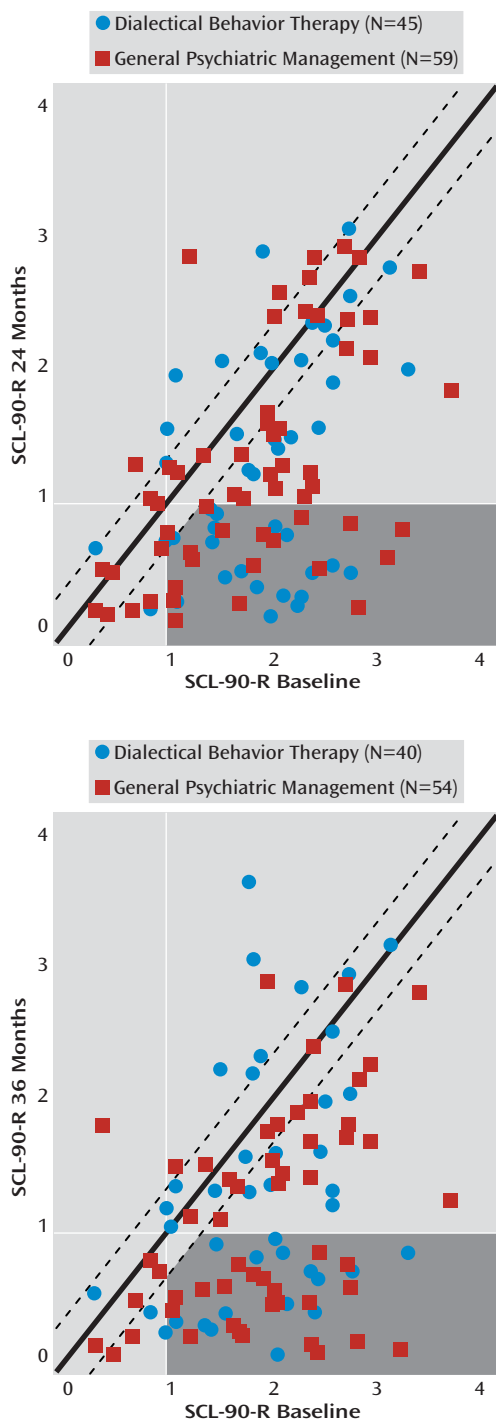 Dialectical Behavior Therapy (N=45)
General Psychiatric Management (N=59)
4
3
2
1
0
SCL-90-R 24 Months
0 1 2 3 4
SCL-90-R Baseline
Dialectical Behavior Therapy (N=40)
General Psychiatric Management (N=54)
4
3
2
1
0
SCL-90-R 36 Months
0 1 2 3 4
SCL-90-R Baseline